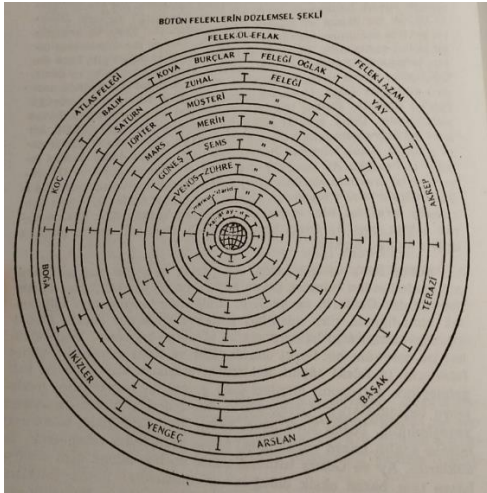 BÜTÜN FELEKLERİN DÜZLEMSEL ŞEKLİ
FELEK-ÜL-EFLAK
ATLAS FELEĞİ
FELEK-İ AZAM
BURÇLAR FELEĞİ
KOVA
OĞLAK
YAY
AKREP
TERAZİ
BAŞAK
ARSLAN
YENGEÇ
İKİZLER
BOĞA
KOÇ
BALIK
SATÜRN ZUHAL FELEĞİ
JÜPİTER MÜŞTERİ "
MARS MERİH "
GÜNEŞ ŞEMS "
VENÜS ZÜHRE "